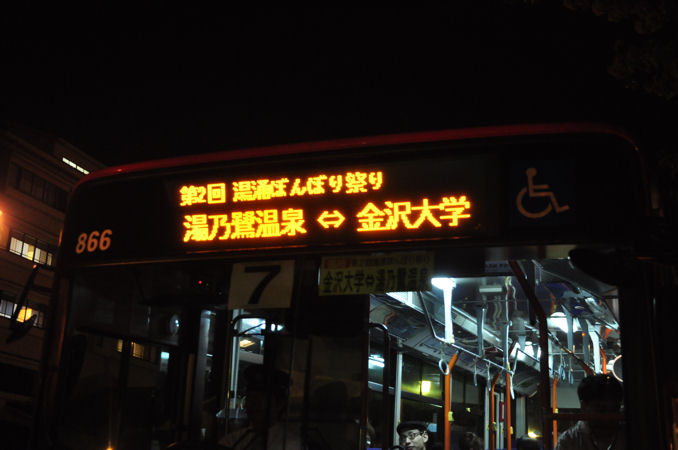 第2回 湯涌ぼんぼり祭り
湯乃鷺温泉 ⇔ 金沢大学
866
7
金沢大学⇔湯乃鷺温泉